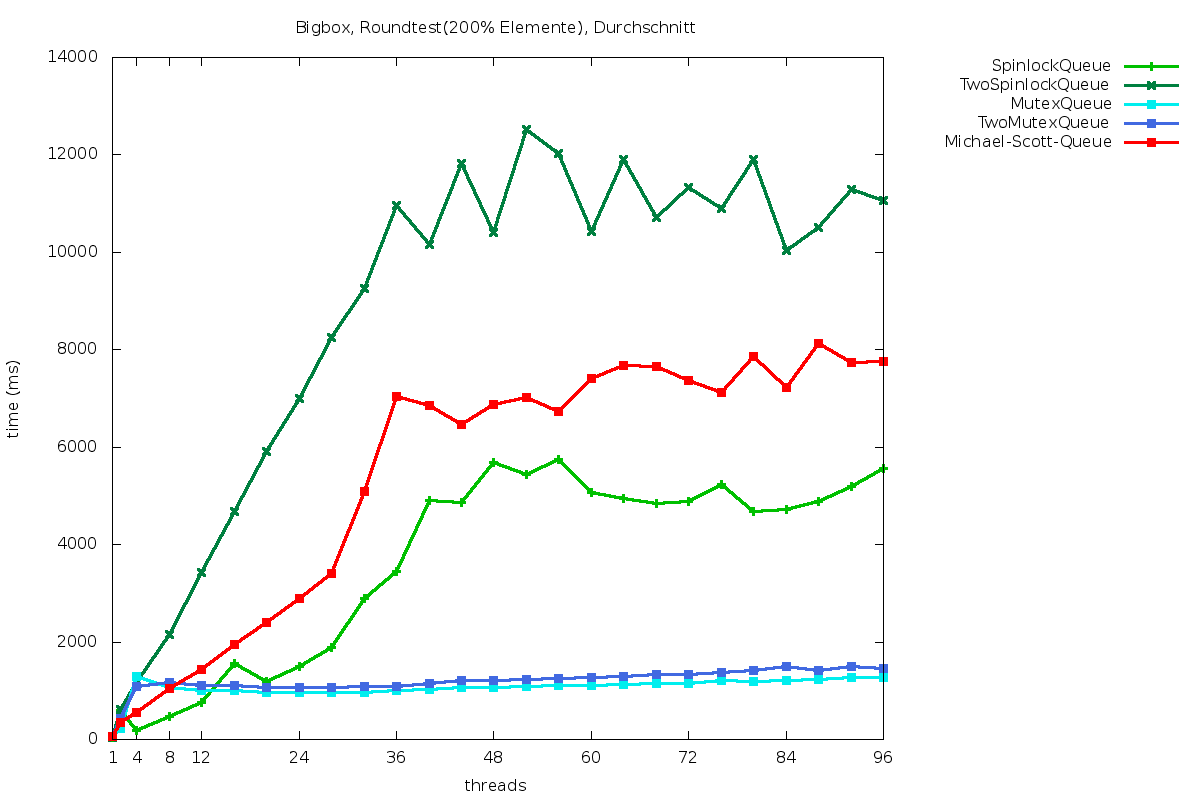 Bigbox, Roundtest(200% Elemente), Durchschnitt
SpinlockQueue
TwoSpinlockQueue
MutexQueue
TwoMutexQueue
Michael-Scott-Queue
14000
12000
10000
8000
6000
4000
2000
0
time (ms)
1 4 8 12 24 36 48 60 72 84 96
threads